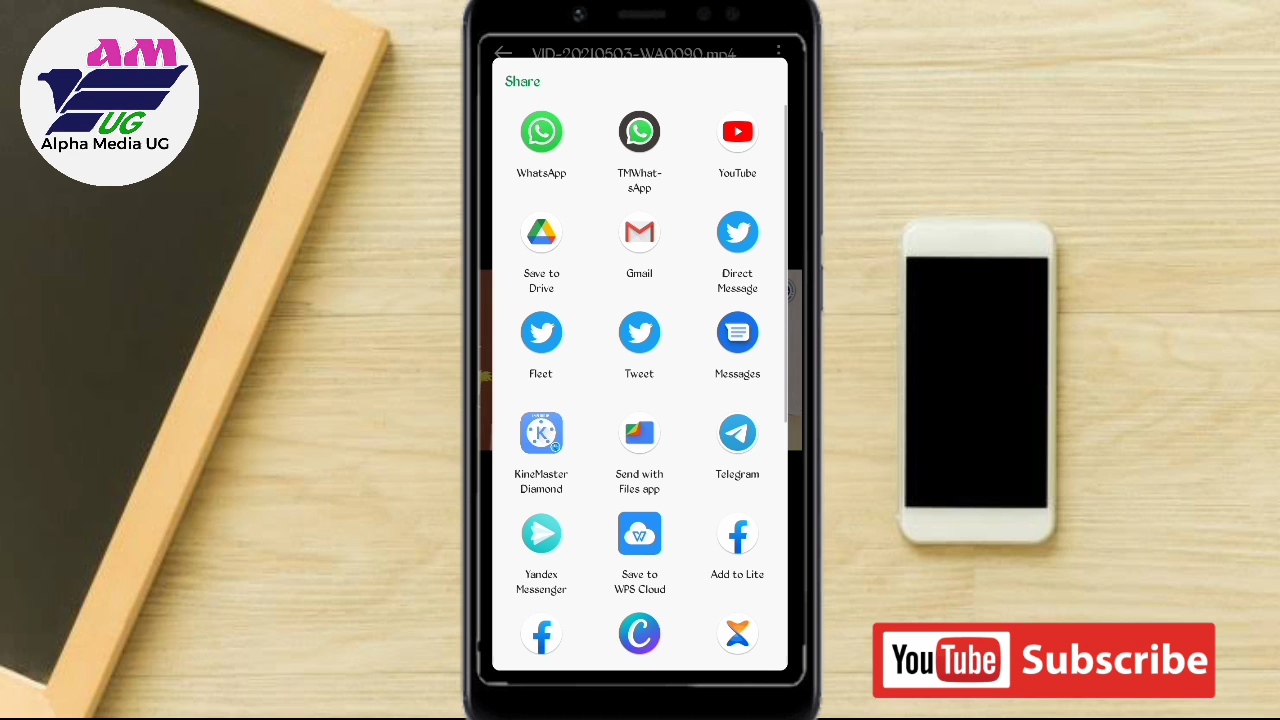 AM
UG
Alpha Media UG
VID-20210503-WA0090.mp4
Share
WhatsApp
TMWhat-
sApp
YouTube
Save to
Drive
Gmail
Direct
Message
Fleet
Tweet
Messages
K
KineMaster
Diamond
Send with
Files app
Telegram
Yandex
Messenger
W
Save to
WPS Cloud
Add to Lite
YouTube Subscribe